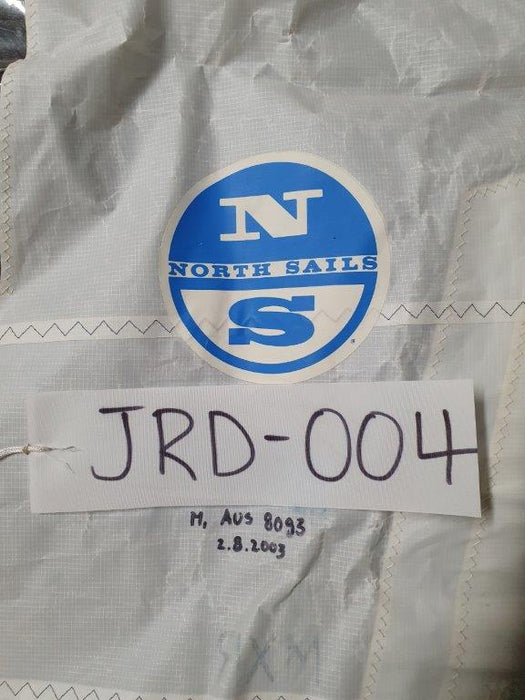 N
NORTH SAILS
S
JRD-004
M, AUS 8093
2.8.2003